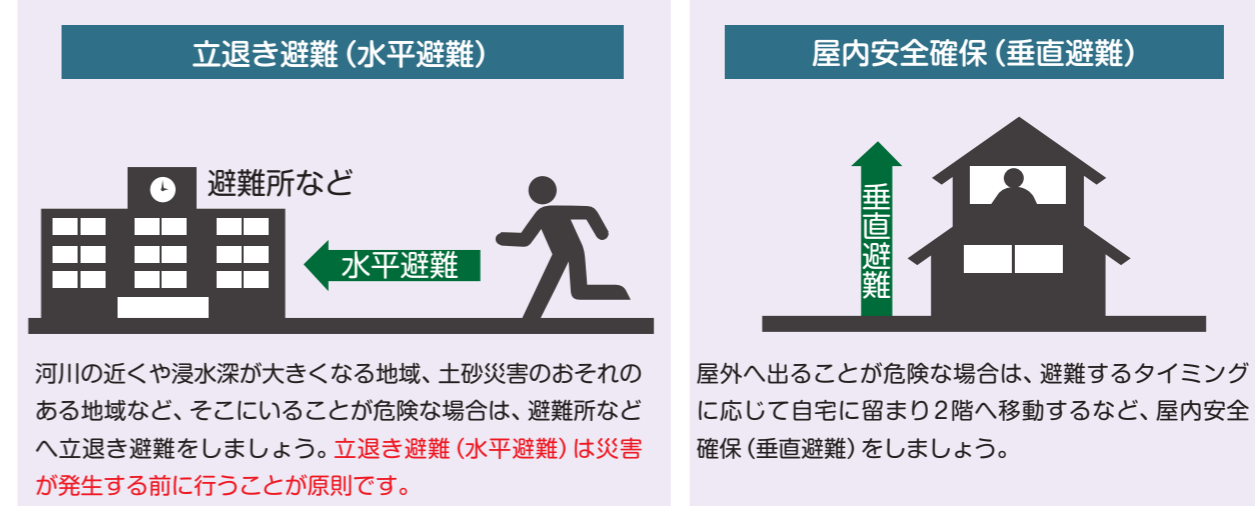 立退き避難(水平避難)
避難所など
水平避難
河川の近くや浸水深が大きくなる地域、土砂災害のおそれの
ある地域など、そこにいることが危険な場合は、避難所など
へ立退き避難をしましょう。立退き避難(水平避難)は災害
が発生する前に行うことが原則です。
屋内安全確保(垂直避難)
垂直避難
屋外へ出ることが危険な場合は、避難するタイミング
に応じて自宅に留まり2階へ移動するなど、屋内安全
確保(垂直避難)をしましょう。